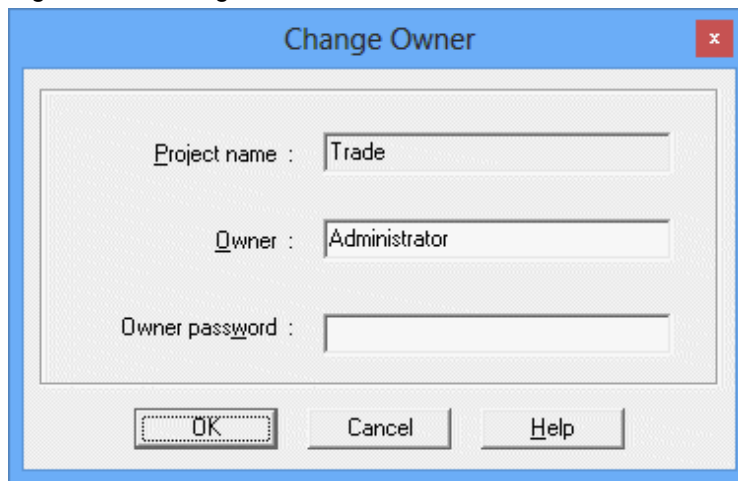 Change Owner
x
Project name : Trade
Owner : Administrator
Owner password :
OK Cancel Help